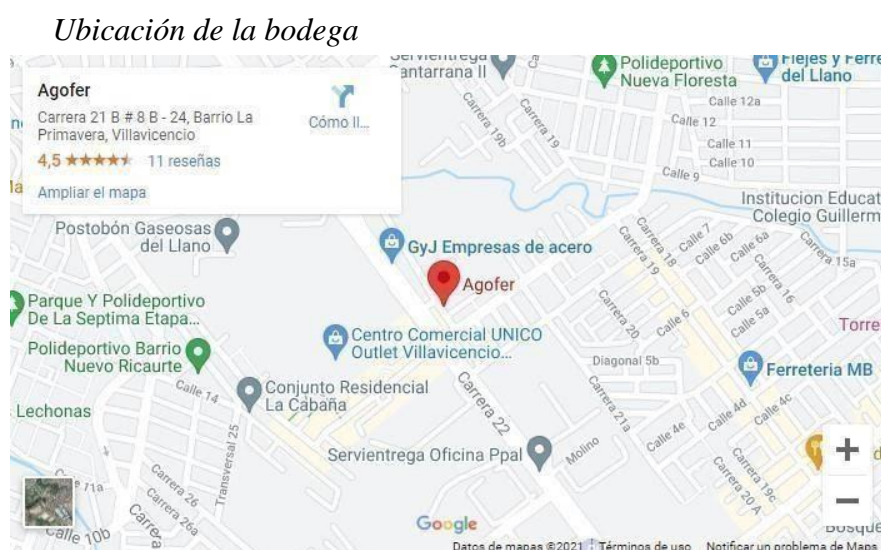 Ubicación de la bodega
Agofer
Carrera 21 B # 8 B - 24, Barrio La
Primavera, Villavicencio
4,5
11 reseñas
Ampliar el mapa
Cómo ll...
Servientrega
antarrana II
Polideportivo
Nueva Floresta
Flejes y Ferre
del Llano
Calle 12a
Calle 12
Calle 11
Calle 10
Calle 9
Carrera 19b
Carrera 19
Institucion Educat
Colegio Guillerm
Postobón Gaseosas
del Llano
GyJ Empresas de acero
Agofer
Carrera 18
Carrera 19
Calle 7
Calle 6b
Calle 6a
Carrera 15a
Carrera 16
Calle 5b
Calle 5a
Calle 6
Carrera 20
Torre
Parque Y Polideportivo
De La Septima Etapa...
Centro Comercial UNICO
Outlet Villavicencio...
Polideportivo Barrio
Nuevo Ricaurte
Diagonal 5b
Ferreteria MB
Calle 14
Conjunto Residencial
La Cabaña
Lechonas
Carrera 22
Carrera 21a
Calle 4e
Calle 4d
Calle 4c
Servientrega Oficina Ppal
Molino
Transversal 25
Carrera 26
Carrera 26a
Carrera
11a
Calle 10b
Carrera 19c
Carrera 20 A
+
−
Bosque
Google
Datos de mapas ©2021
Términos de uso
Notificar un problema de Maps